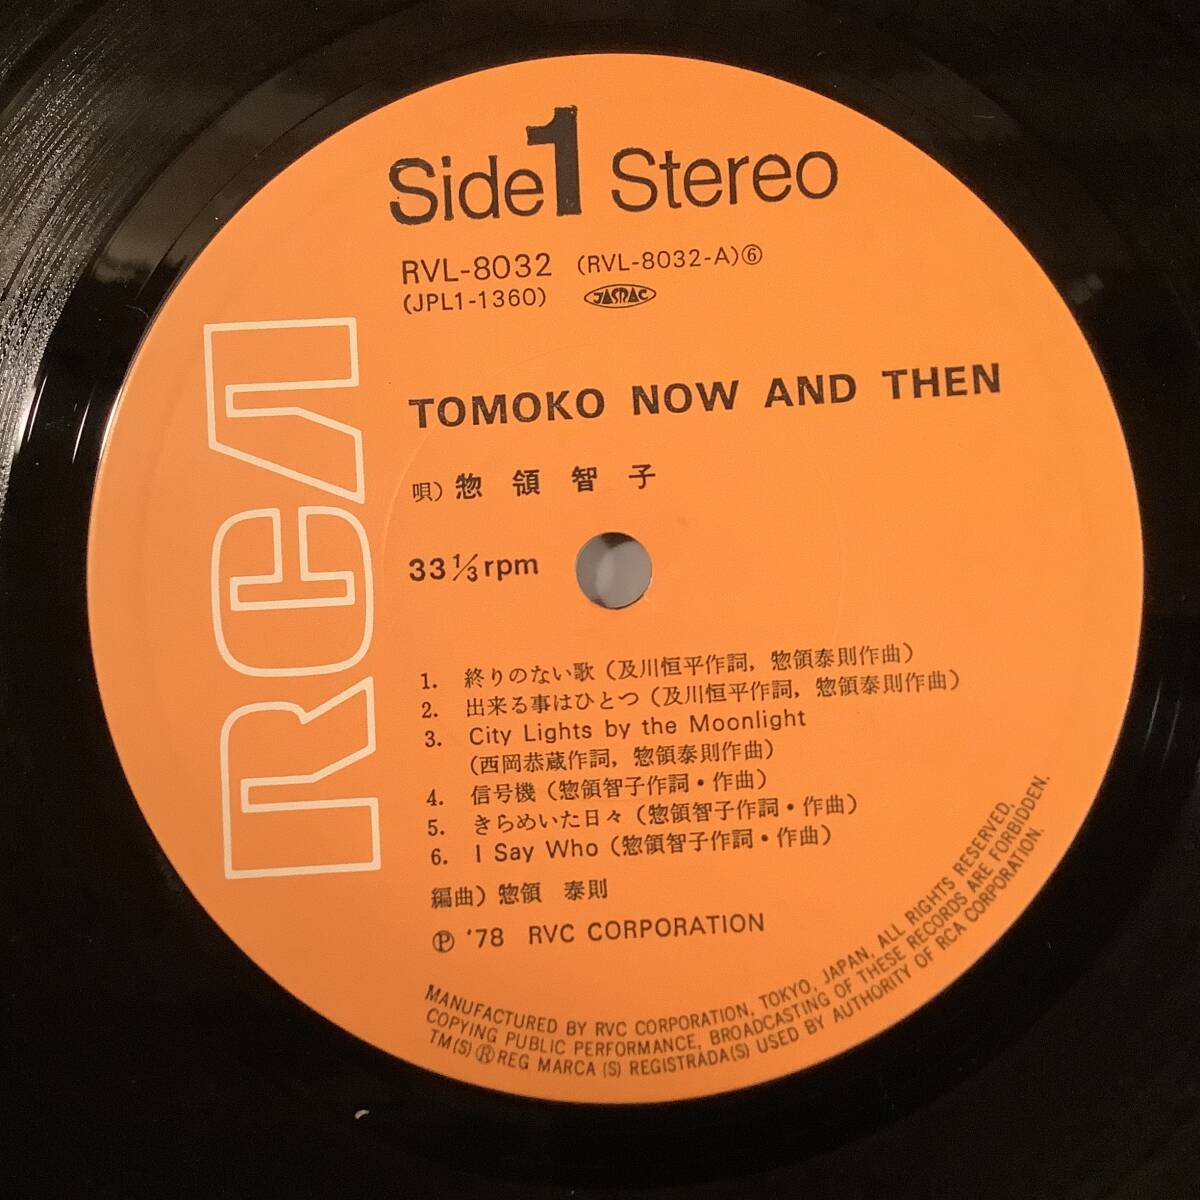 Side 1 Stereo
RVL-8032 (RVL-8032-A)⑥
(JPL1-1360) JASRAC
RCA
TOMOKO NOW AND THEN
唄) 惣領智子
33 1/3 rpm
1. 終りのない歌 (及川恒平作詞, 惣領泰則作曲)
2. 出来る事はひとつ (及川恒平作詞, 惣領泰則作曲)
3. City Lights by the Moonlight
(西岡恭蔵作詞, 惣領泰則作曲)
4. 信号機 (惣領智子作詞・作曲)
5. きらめいた日々 (惣領智子作詞・作曲)
6. I Say Who (惣領智子作詞・作曲)
編曲) 惣領 泰則
Ⓟ '78 RVC CORPORATION
MANUFACTURED BY RVC CORPORATION, TOKYO, JAPAN, ALL RIGHTS RESERVED,
COPYING PUBLIC PERFORMANCE, BROADCASTING OF THESE RECORDS ARE FORBIDDEN.
TM(S) ® REG MARCA (S) REGISTRADA(S) USED BY AUTHORITY OF RCA CORPORATION.